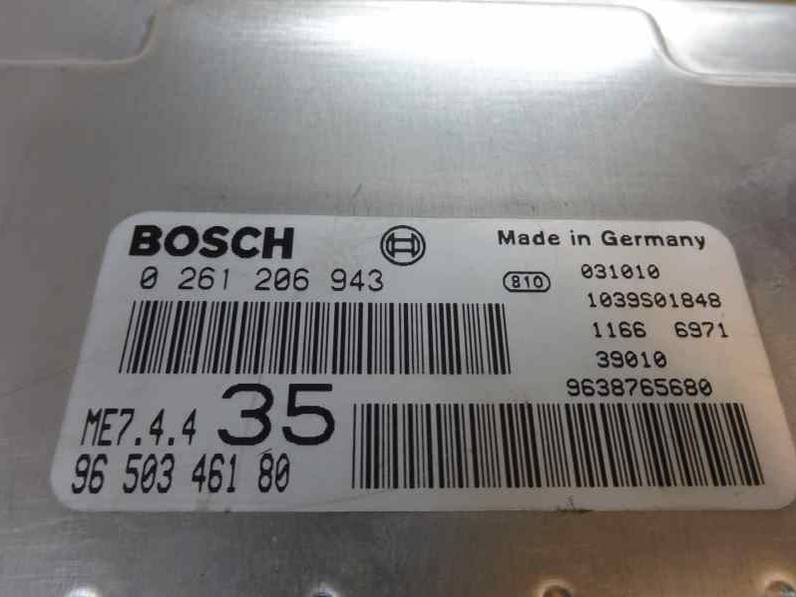 BOSCH
Made in Germany
0 261 206 943
810
031010
1039S01848
1166 6971
39010
9638765680
ME7.4.4 35
96 503 461 80